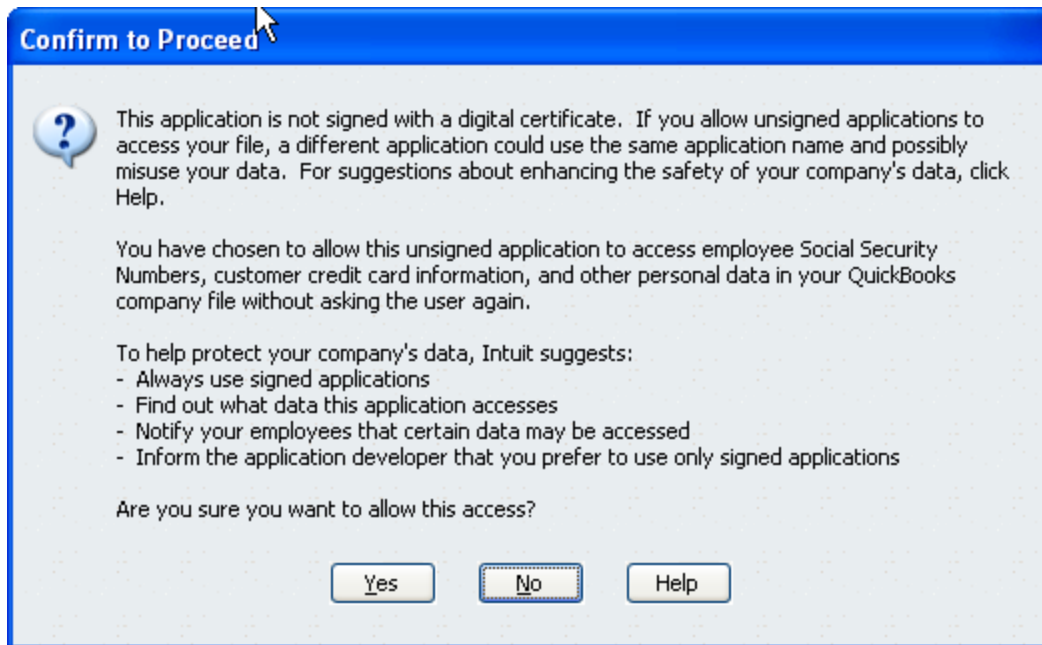 Confirm to Proceed
This application is not signed with a digital certificate.  If you allow unsigned applications to
access your file, a different application could use the same application name and possibly
misuse your data.  For suggestions about enhancing the safety of your company's data, click
Help.
You have chosen to allow this unsigned application to access employee Social Security
Numbers, customer credit card information, and other personal data in your QuickBooks
company file without asking the user again.
To help protect your company's data, Intuit suggests:
-  Always use signed applications
-  Find out what data this application accesses
-  Notify your employees that certain data may be accessed
-  Inform the application developer that you prefer to use only signed applications
Are you sure you want to allow this access?
Yes No Help